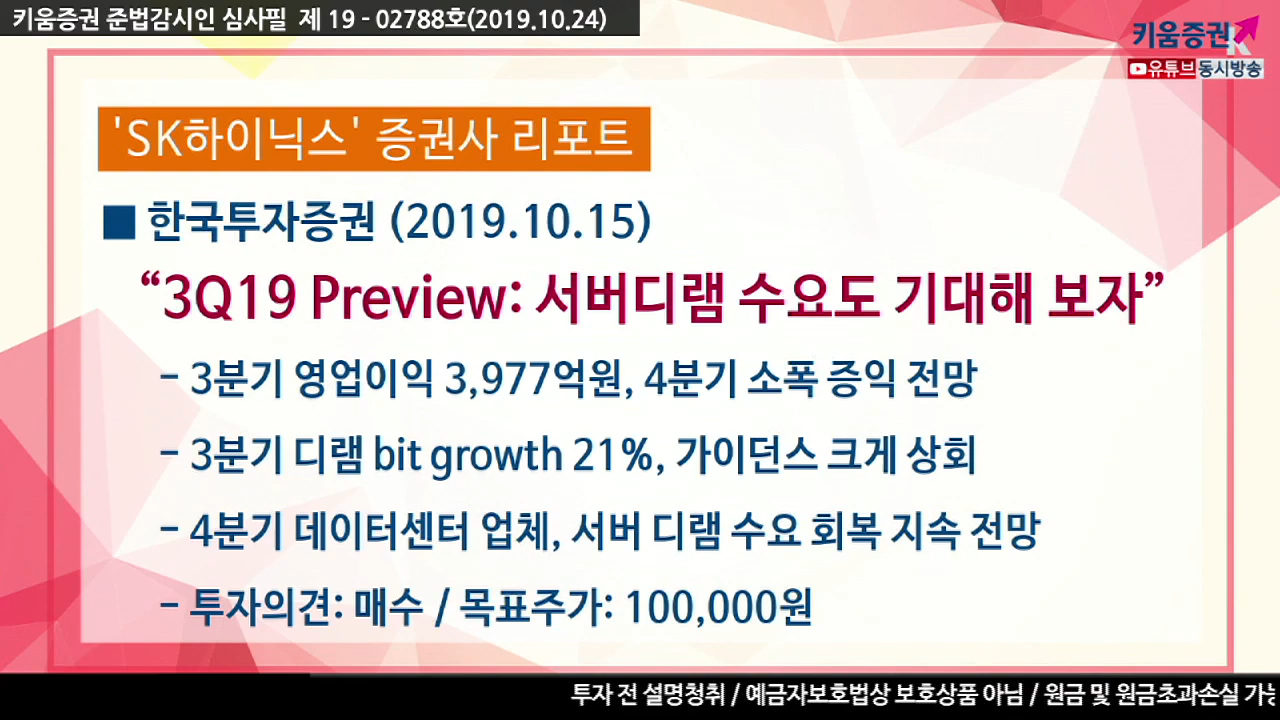 키움증권 준법감시인 심사필 제 19 - 02788호(2019.10.24)
키움증권
유튜브 동시방송
'SK하이닉스' 증권사 리포트
■ 한국투자증권 (2019.10.15)
“3Q19 Preview: 서버디램 수요도 기대해 보자”
- 3분기 영업이익 3,977억원, 4분기 소폭 증익 전망
- 3분기 디램 bit growth 21%, 가이던스 크게 상회
- 4분기 데이터센터 업체, 서버 디램 수요 회복 지속 전망
- 투자의견: 매수 / 목표주가: 100,000원
투자 전 설명청취 / 예금자보호법상 보호상품 아님 / 원금 및 원금초과손실 가능